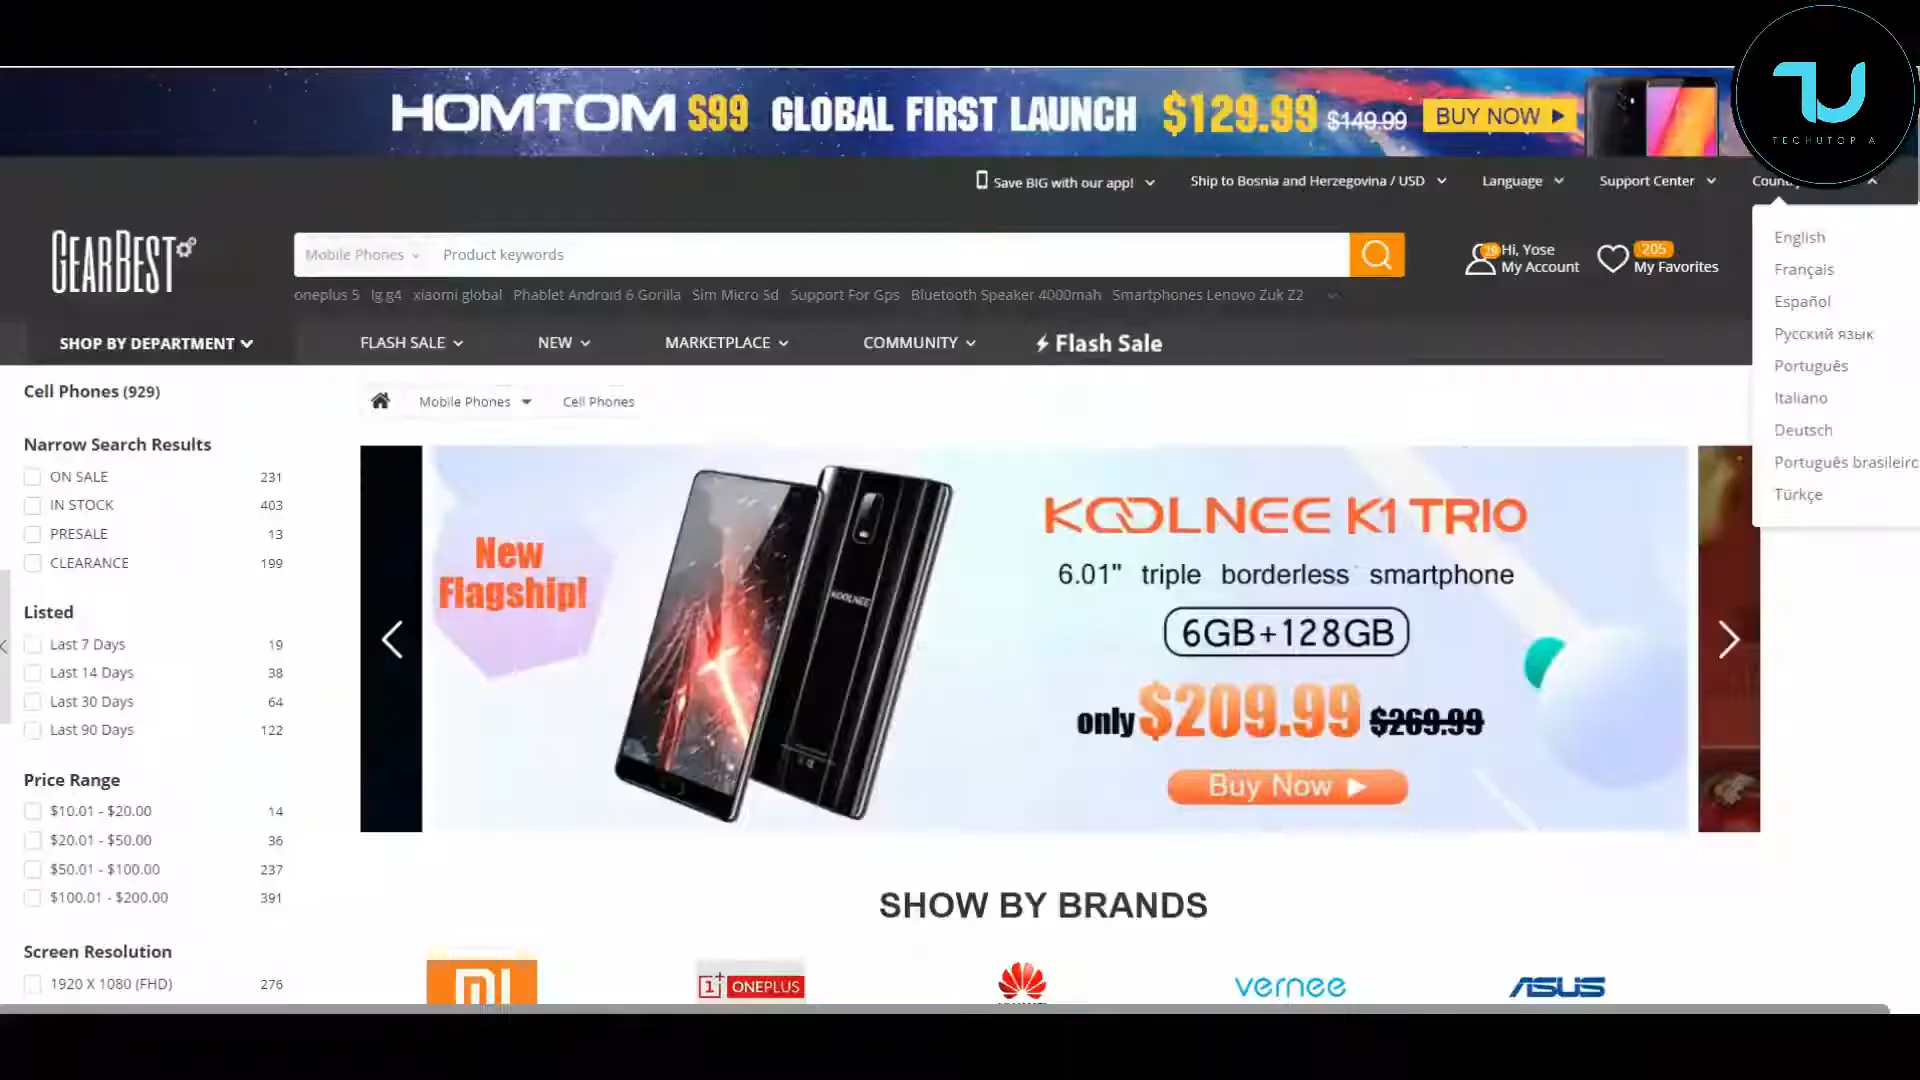 HOMTOM S99 GLOBAL FIRST LAUNCH $129.99 $149.99 BUY NOW
TECHUTOPIA
Save BIG with our app! Ship to Bosnia and Herzegovina / USD Language Support Center
GEARBEST
Mobile Phones Product keywords
29 Hi, Yose
My Account
205
My Favorites
oneplus 5 lg g4 xiaomi global Phablet Android 6 Gorilla Sim Micro Sd Support For Gps Bluetooth Speaker 4000mah Smartphones Lenovo Zuk Z2
SHOP BY DEPARTMENT FLASH SALE NEW MARKETPLACE COMMUNITY Flash Sale
English
Français
Español
Русский язык
Português
Italiano
Deutsch
Português brasileiro
Türkçe
Cell Phones (929)
Mobile Phones Cell Phones
Narrow Search Results
ON SALE 231
IN STOCK 403
PRESALE 13
CLEARANCE 199
Listed
Last 7 Days 19
Last 14 Days 38
Last 30 Days 64
Last 90 Days 122
Price Range
$10.01 - $20.00 14
$20.01 - $50.00 36
$50.01 - $100.00 237
$100.01 - $200.00 391
Screen Resolution
1920 X 1080 (FHD) 276
New
Flagship!
KOOLNEE
KOOLNEE K1 TRIO
6.01" triple borderless smartphone
6GB+128GB
only $209.99 $269.99
Buy Now
SHOW BY BRANDS
MI ONEPLUS HUAWEI vernee ASUS